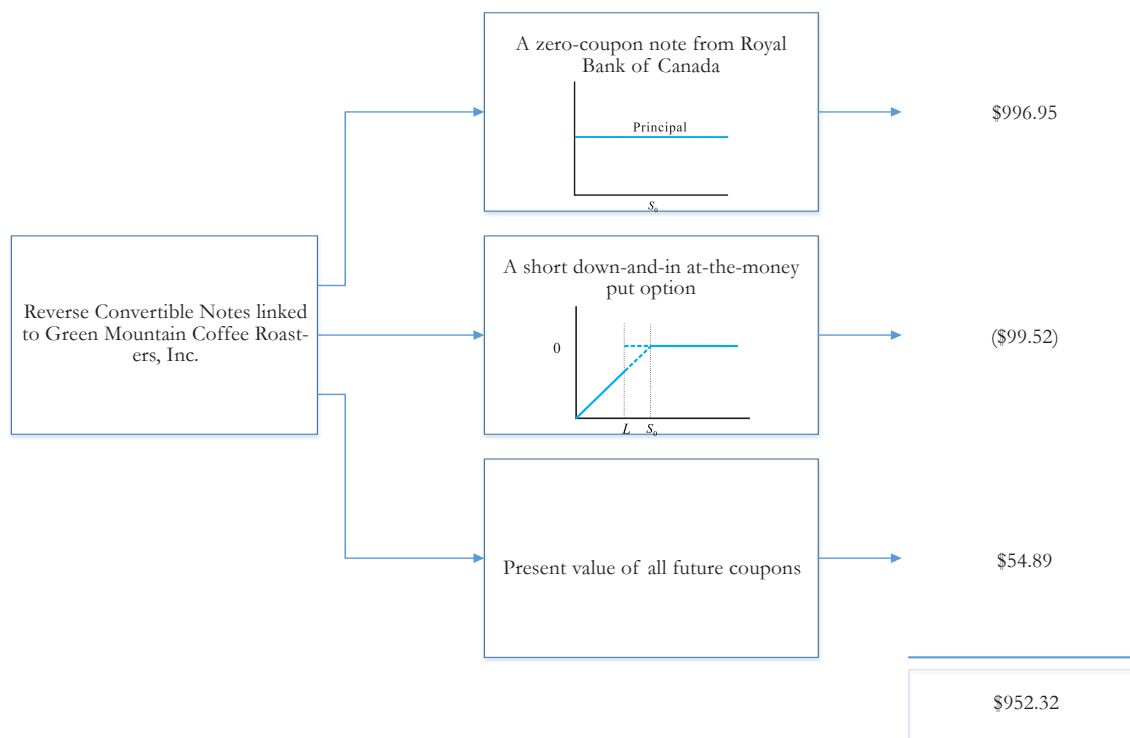 A zero-coupon note from Royal
Bank of Canada
Principal
S₀
$996.95
Reverse Convertible Notes linked
to Green Mountain Coffee Roast-
ers, Inc.
A short down-and-in at-the-money
put option
0
L S₀
($99.52)
Present value of all future coupons
$54.89
$952.32